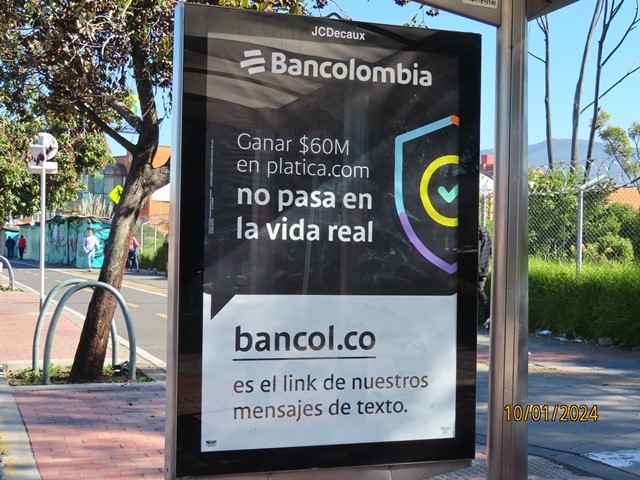 JCDecaux
Bancolombia
Ganar $60M
en platica.com
no pasa en
la vida real
bancol.co
es el link de nuestros
mensajes de texto.
10/01/2024